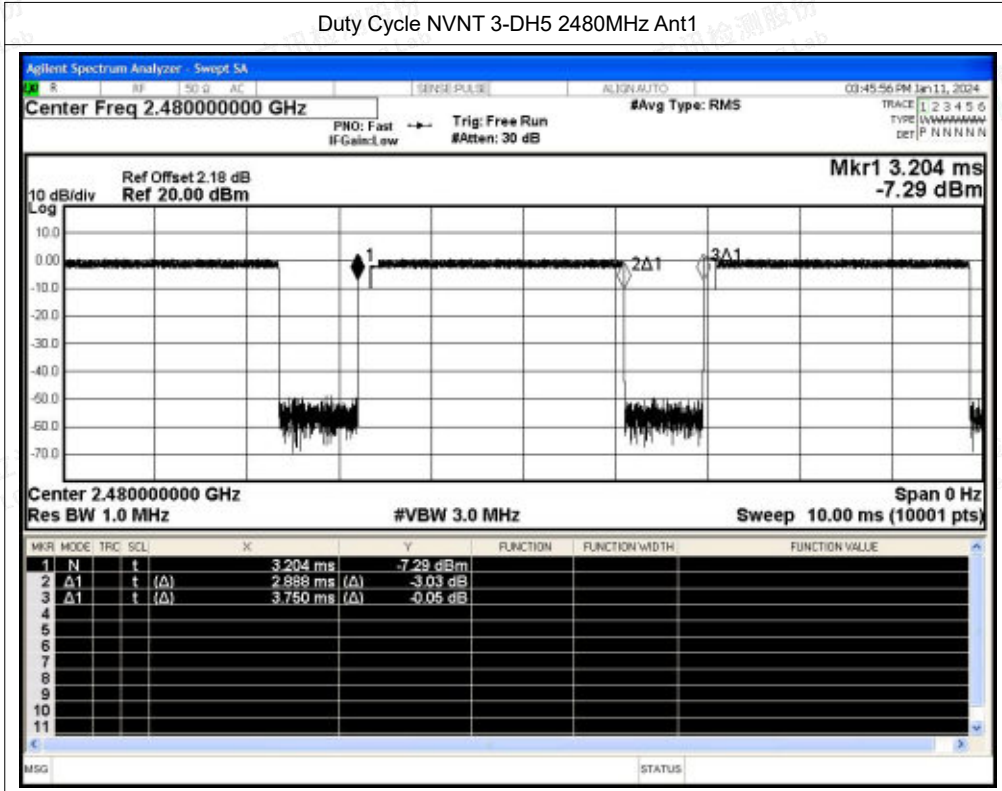 Duty Cycle NVNT 3-DH5 2480MHz Ant1
Agilent Spectrum Analyzer - Swept SA
R RF 50 Ω AC SENSE:PULSE ALIGNAUTO 03:45:56 PM Jan 11, 2024
Center Freq 2.480000000 GHz #Avg Type: RMS TRACE 1 2 3 4 5 6
PNO: Fast Trig: Free Run TYPE
IFGain:Low #Atten: 30 dB DET P N N N N N
Mkr1 3.204 ms
Ref Offset 2.18 dB
10 dB/div Ref 20.00 dBm -7.29 dBm
Log
10.0
0.00
1 2Δ1 3Δ1
-10.0
-20.0
-30.0
-40.0
-50.0
-60.0
-70.0
Center 2.480000000 GHz Span 0 Hz
Res BW 1.0 MHz #VBW 3.0 MHz Sweep 10.00 ms (10001 pts)
MKR MODE TRC SCL X Y FUNCTION FUNCTION WIDTH FUNCTION VALUE
1 N t 3.204 ms -7.29 dBm
2 Δ1 t (Δ) 2.888 ms (Δ) -3.03 dB
3 Δ1 t (Δ) 3.750 ms (Δ) -0.05 dB
4
5
6
7
8
9
10
11
MSG STATUS